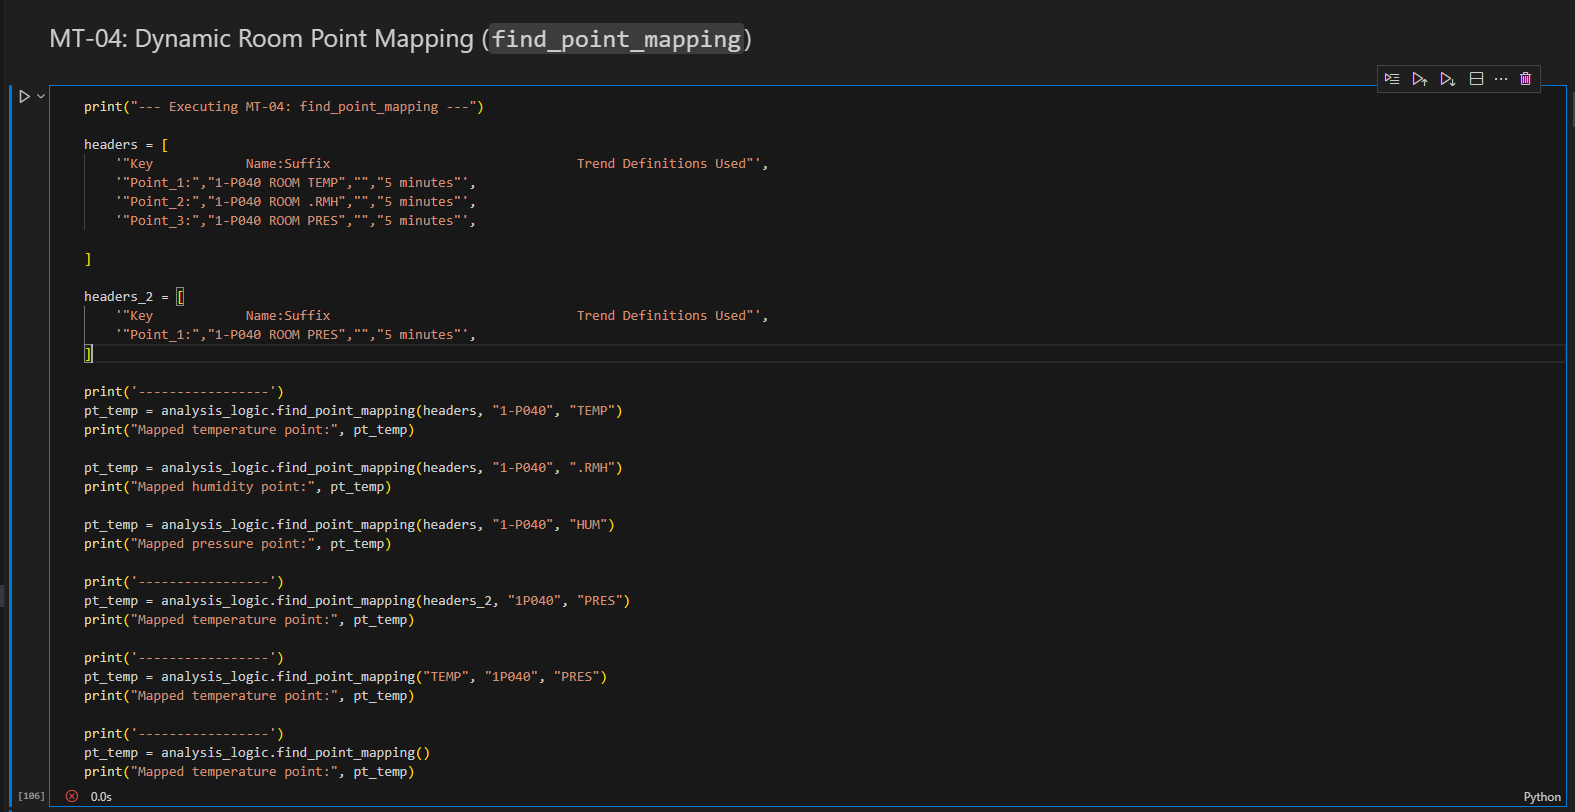 MT-04: Dynamic Room Point Mapping (find_point_mapping)
print("--- Executing MT-04: find_point_mapping ---")
headers = [
'"Key            Name:Suffix                                Trend Definitions Used"',
'"Point_1:","1-P040 ROOM TEMP","","5 minutes"',
'"Point_2:","1-P040 ROOM .RMH","","5 minutes"',
'"Point_3:","1-P040 ROOM PRES","","5 minutes"',
]
headers_2 = [
'"Key            Name:Suffix                                Trend Definitions Used"',
'"Point_1:","1-P040 ROOM PRES","","5 minutes"',
]
print('-----------------')
pt_temp = analysis_logic.find_point_mapping(headers, "1-P040", "TEMP")
print("Mapped temperature point:", pt_temp)
pt_temp = analysis_logic.find_point_mapping(headers, "1-P040", ".RMH")
print("Mapped humidity point:", pt_temp)
pt_temp = analysis_logic.find_point_mapping(headers, "1-P040", "HUM")
print("Mapped pressure point:", pt_temp)
print('-----------------')
pt_temp = analysis_logic.find_point_mapping(headers_2, "1P040", "PRES")
print("Mapped temperature point:", pt_temp)
print('-----------------')
pt_temp = analysis_logic.find_point_mapping("TEMP", "1P040", "PRES")
print("Mapped temperature point:", pt_temp)
print('-----------------')
pt_temp = analysis_logic.find_point_mapping()
print("Mapped temperature point:", pt_temp)
[106] 0.0s Python